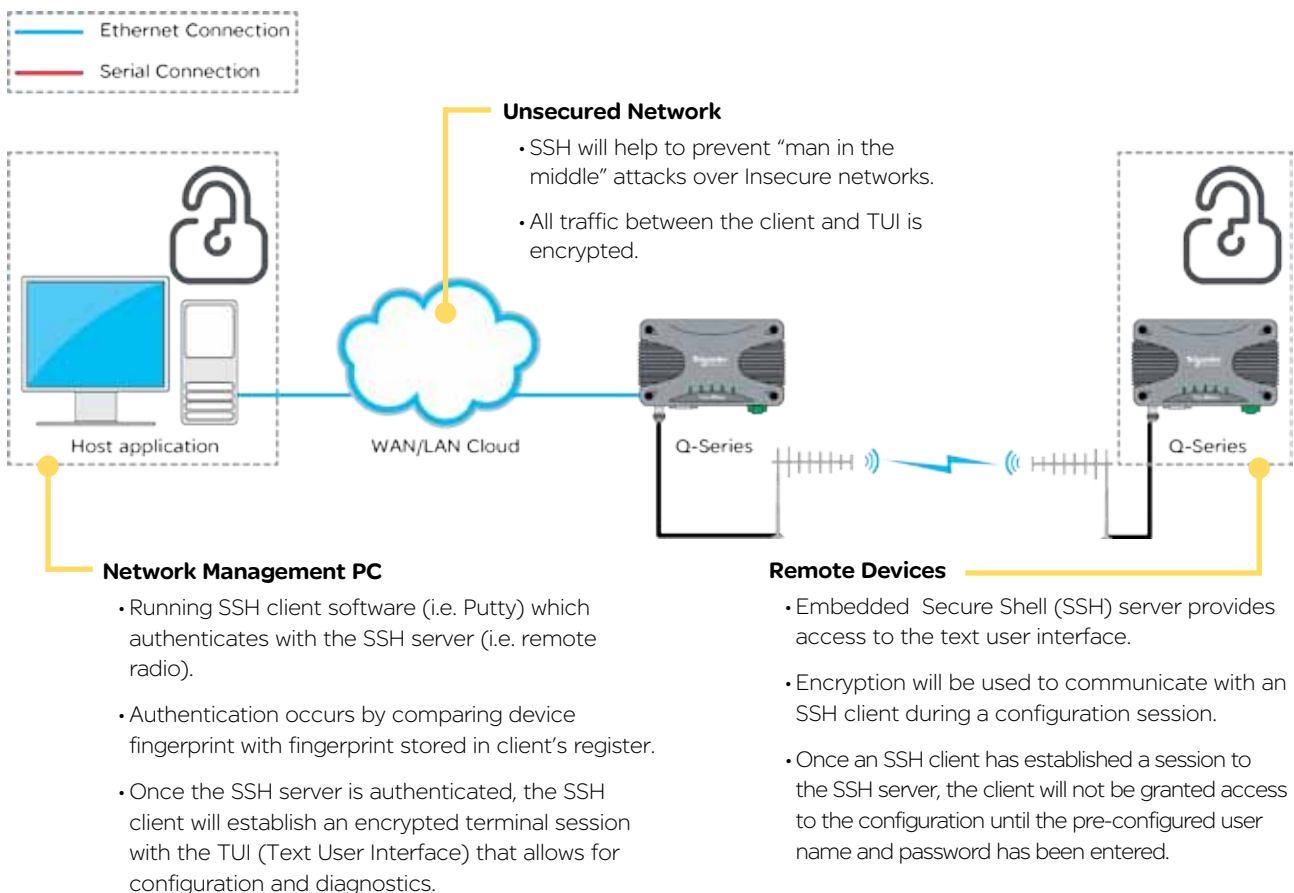 Ethernet Connection
Serial Connection
Unsecured Network
• SSH will help to prevent “man in the
middle” attacks over Insecure networks.
• All traffic between the client and TUI is
encrypted.
Host application
WAN/LAN Cloud
Q-Series
Q-Series
Network Management PC
• Running SSH client software (i.e. Putty) which
authenticates with the SSH server (i.e. remote
radio).
• Authentication occurs by comparing device
fingerprint with fingerprint stored in client’s register.
• Once the SSH server is authenticated, the SSH
client will establish an encrypted terminal session
with the TUI (Text User Interface) that allows for
configuration and diagnostics.
Remote Devices
• Embedded Secure Shell (SSH) server provides
access to the text user interface.
• Encryption will be used to communicate with an
SSH client during a configuration session.
• Once an SSH client has established a session to
the SSH server, the client will not be granted access
to the configuration until the pre-configured user
name and password has been entered.